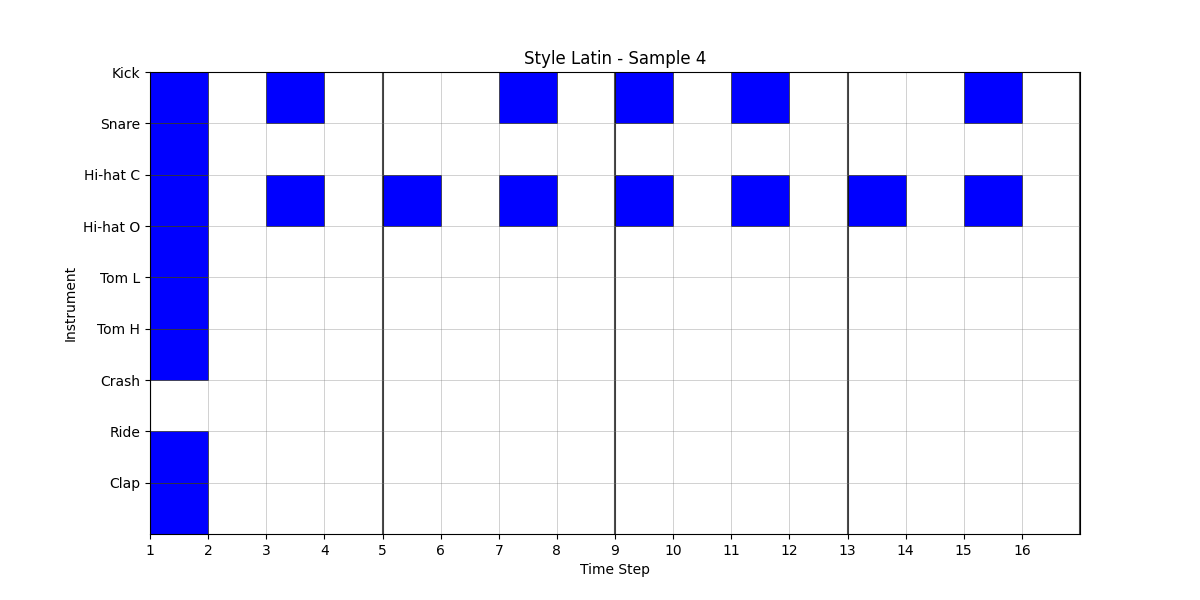 Style Latin - Sample 4
Kick
Snare
Hi-hat C
Hi-hat O
Tom L
Tom H
Crash
Ride
Clap
Instrument
1 2 3 4 5 6 7 8 9 10 11 12 13 14 15 16
Time Step